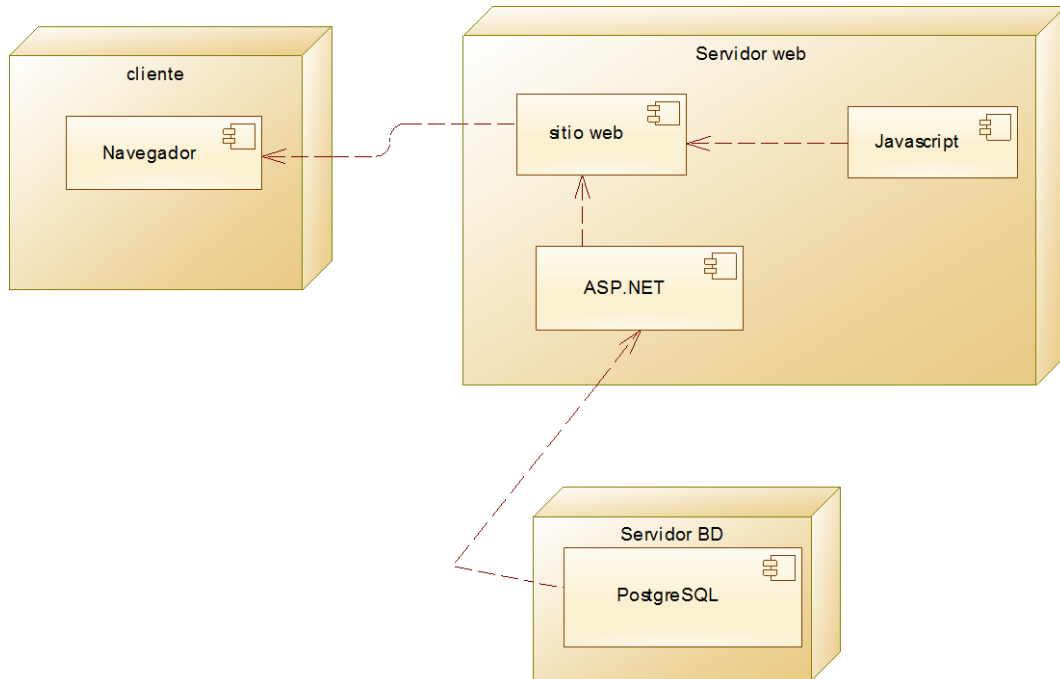 cliente
Navegador
Servidor web
sitio web
Javascript
ASP.NET
Servidor BD
PostgreSQL